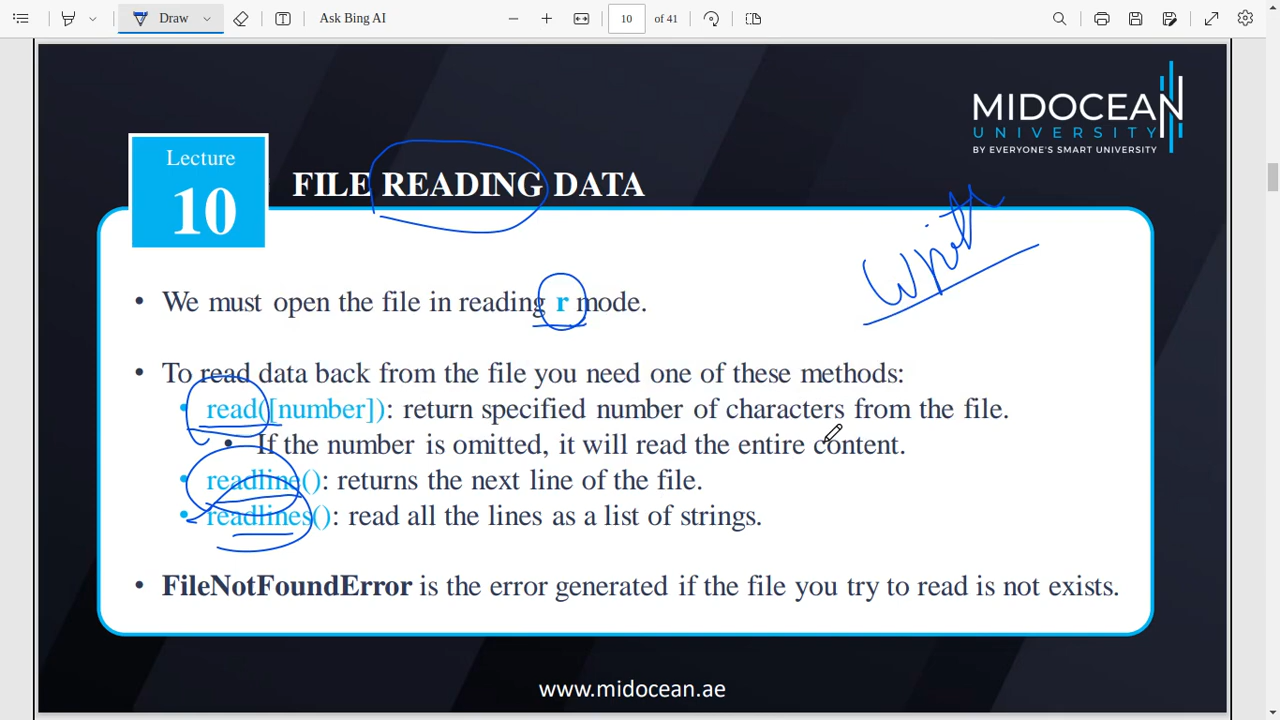 Draw
Ask Bing AI
10 of 41
MIDOCEAN
UNIVERSITY
BY EVERYONE'S SMART UNIVERSITY
Lecture
10
FILE READING DATA
Write
• We must open the file in reading r mode.
• To read data back from the file you need one of these methods:
• read([number]): return specified number of characters from the file.
• If the number is omitted, it will read the entire content.
• readline(): returns the next line of the file.
• readlines(): read all the lines as a list of strings.
• FileNotFoundError is the error generated if the file you try to read is not exists.
www.midocean.ae